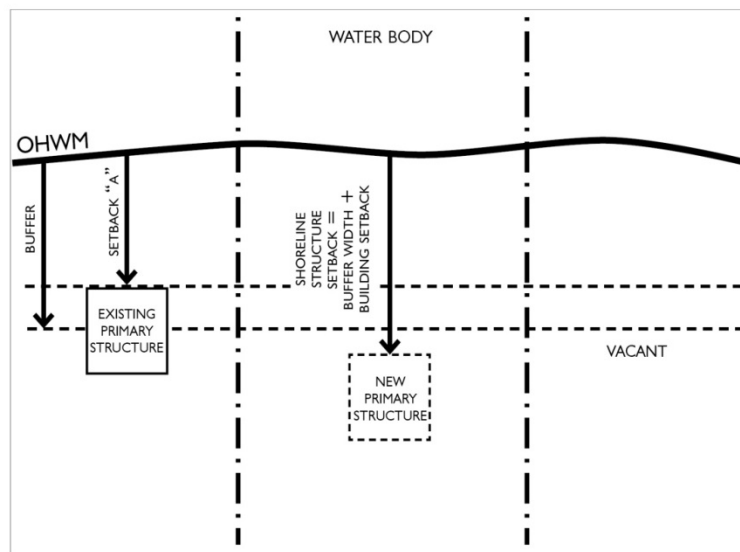 WATER BODY
OHWM
BUFFER
SETBACK “A”
SHORELINE
STRUCTURE
SETBACK =
BUFFER WIDTH +
BUILDING SETBACK
EXISTING
PRIMARY
STRUCTURE
VACANT
NEW
PRIMARY
STRUCTURE